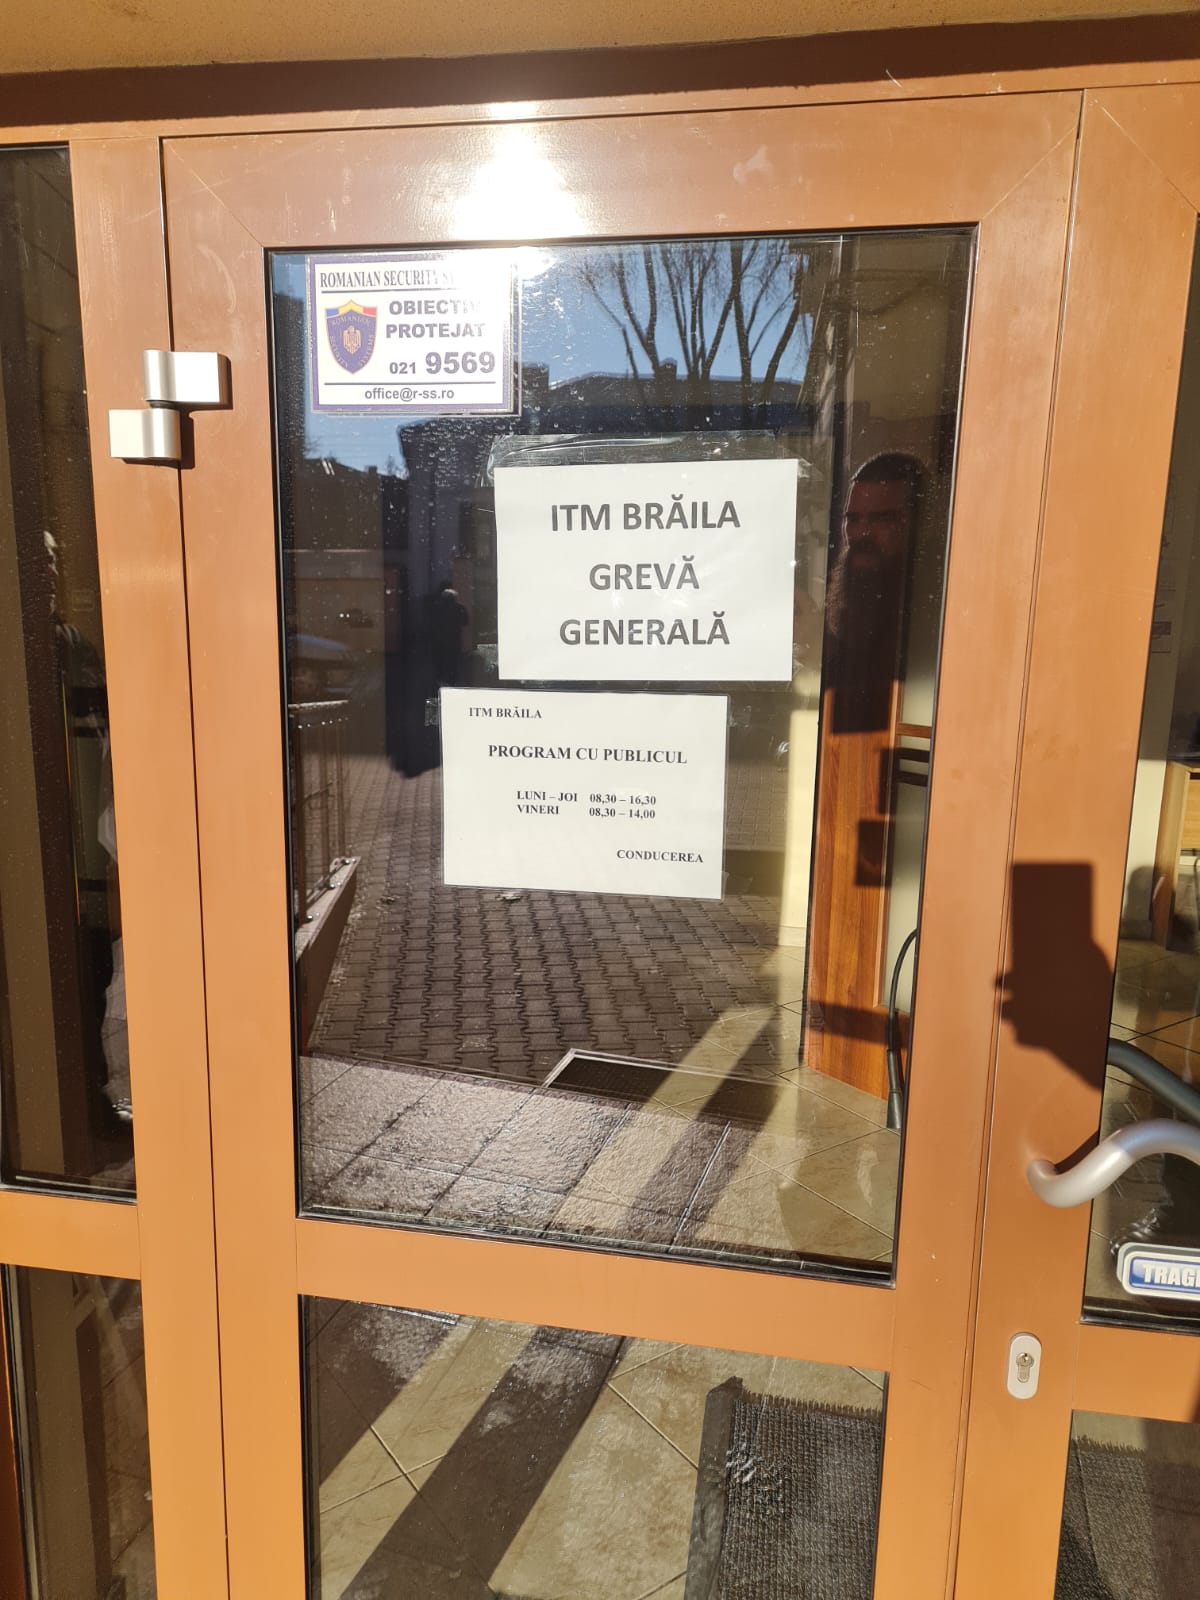 ROMANIAN SECURITY
OBIECTIV
PROTEJAT
021 9569
office@r-ss.ro
ITM BRĂILA
GREVĂ
GENERALĂ
ITM BRĂILA
PROGRAM CU PUBLICUL
LUNI – JOI 08,30 – 16,30
VINERI 08,30 – 14,00
CONDUCEREA